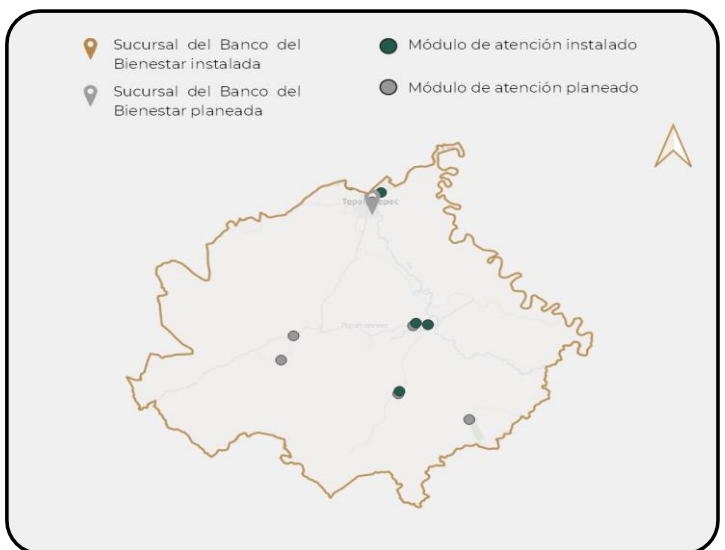 Sucursal del Banco del
Bienestar instalada
Sucursal del Banco del
Bienestar planeada
Módulo de atención instalado
Módulo de atención planeado